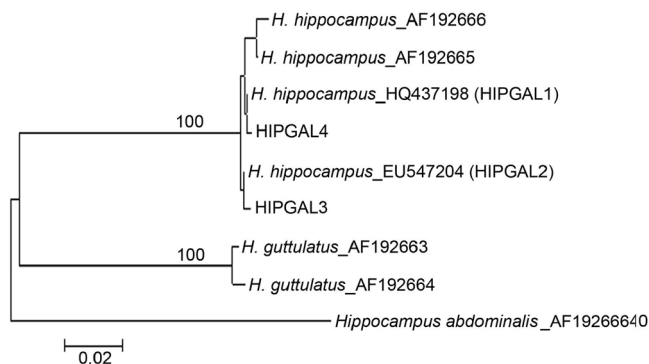 H. hippocampus_AF192666
H. hippocampus_AF192665
H. hippocampus_HQ437198 (HIPGAL1)
100
HIPGAL4
H. hippocampus_EU547204 (HIPGAL2)
HIPGAL3
H. guttulatus_AF192663
100
H. guttulatus_AF192664
Hippocampus abdominalis_AF19266640
0.02